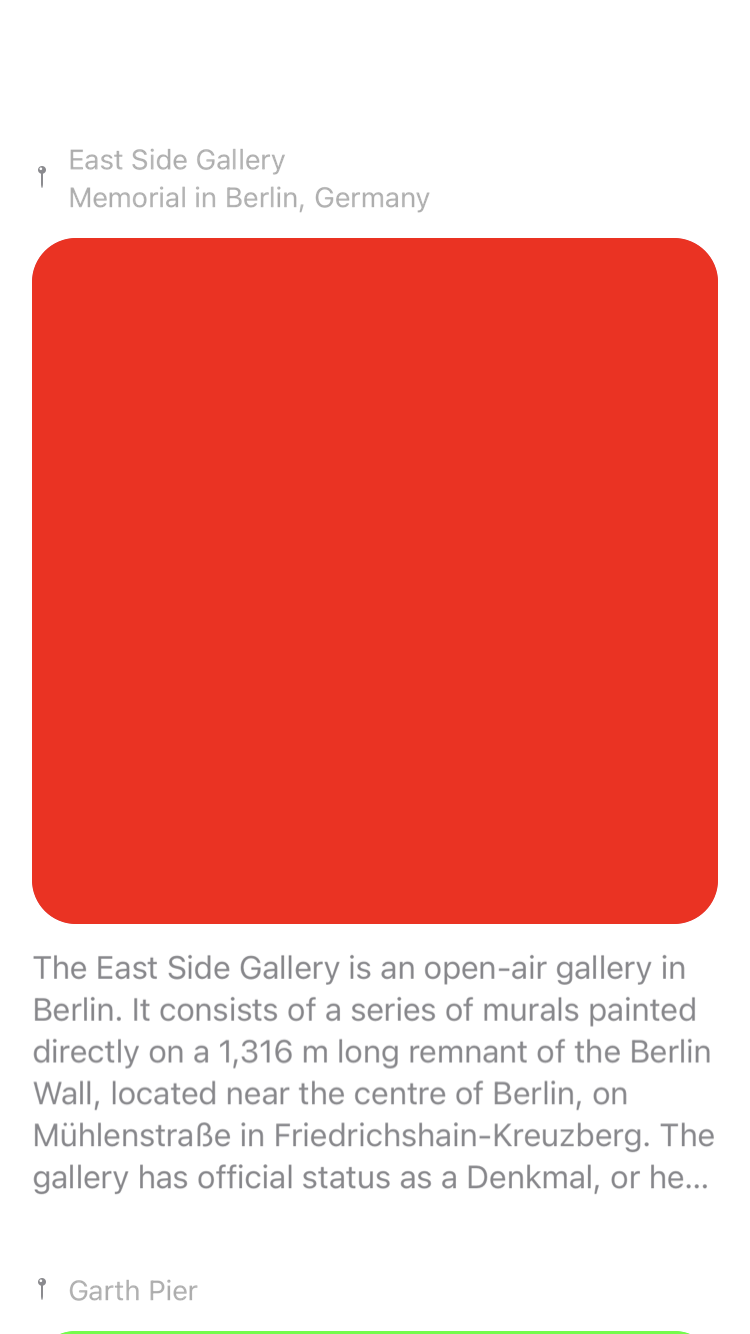 East Side Gallery
Memorial in Berlin, Germany
The East Side Gallery is an open-air gallery in
Berlin. It consists of a series of murals painted
directly on a 1,316 m long remnant of the Berlin
Wall, located near the centre of Berlin, on
Mühlenstraße in Friedrichshain-Kreuzberg. The
gallery has official status as a Denkmal, or he...
Garth Pier